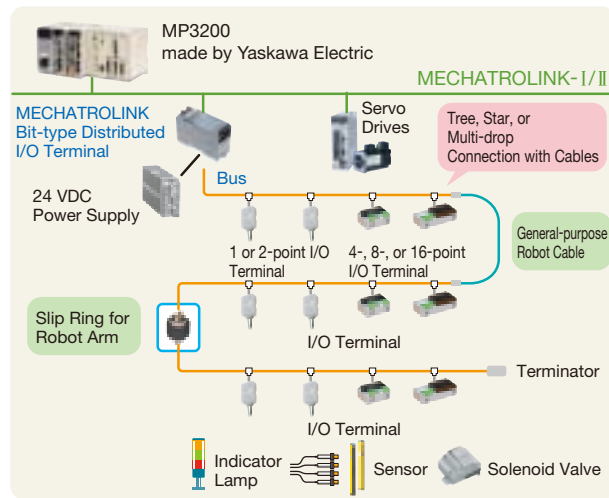 MP3200
made by Yaskawa Electric
MECHATROLINK-I/II
MECHATROLINK
Bit-type Distributed
I/O Terminal
Servo
Drives
Tree, Star, or
Multi-drop
Connection with Cables
24 VDC
Power Supply
Bus
1 or 2-point I/O
Terminal
4-, 8-, or 16-point
I/O Terminal
General-purpose
Robot Cable
Slip Ring for
Robot Arm
I/O Terminal
Terminator
I/O Terminal
Indicator
Lamp
Sensor
Solenoid Valve